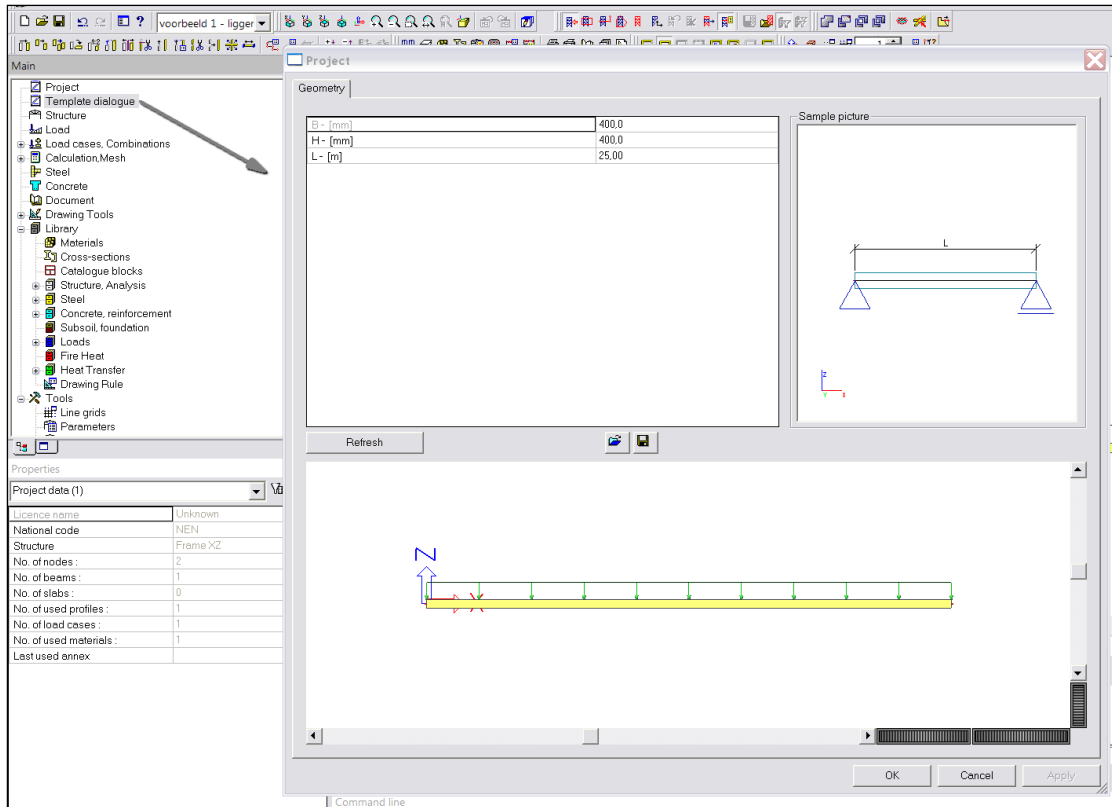 voorbeeld 1 - ligger
Main
Project
Template dialogue
Structure
Load
Load cases, Combinations
Calculation,Mesh
Steel
Concrete
Document
Drawing Tools
Library
Materials
Cross-sections
Catalogue blocks
Structure, Analysis
Steel
Concrete, reinforcement
Subsoil, foundation
Loads
Fire Heat
Heat Transfer
Drawing Rule
Tools
Line grids
Parameters
Properties
Project data (1)
Licence name Unknown
National code NEN
Structure Frame XZ
No. of nodes : 2
No. of beams : 1
No. of slabs : 0
No. of used profiles : 1
No. of load cases : 1
No. of used materials : 1
Last used annex
Project
Geometry
B - [mm] 400,0
H - [mm] 400,0
L - [m] 25,00
Sample picture
L
z
Y x
Refresh
Z
X
OK Cancel Apply
Command line